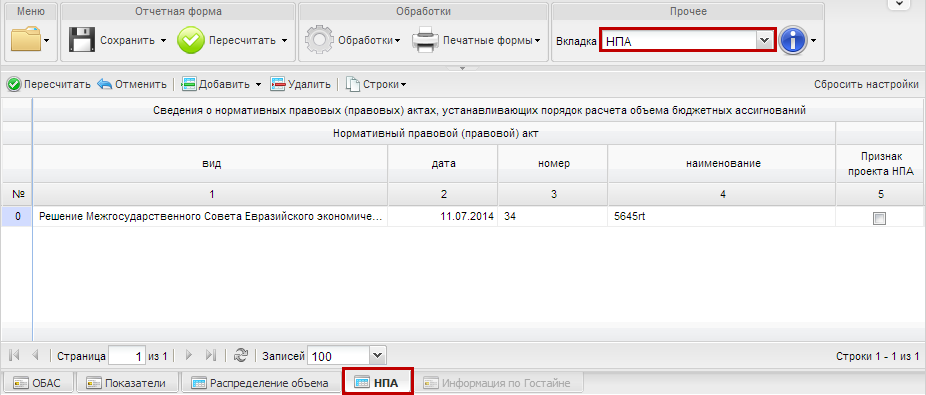 Меню Отчетная форма Обработки Прочее
Сохранить Пересчитать Обработки Печатные формы Вкладка НПА
Пересчитать Отменить Добавить Удалить Строки Сбросить настройки
Сведения о нормативных правовых (правовых) актах, устанавливающих порядок расчета объема бюджетных ассигнований
Нормативный правовой (правовой) акт
вид дата номер наименование Признак
проекта НПА
№ 1 2 3 4 5
0 Решение Межгосударственного Совета Евразийского экономиче... 11.07.2014 34 5645rt
Страница 1 из 1 Записей 100 Строки 1 - 1 из 1
ОБАС Показатели Распределение объема НПА Информация по Гостайне